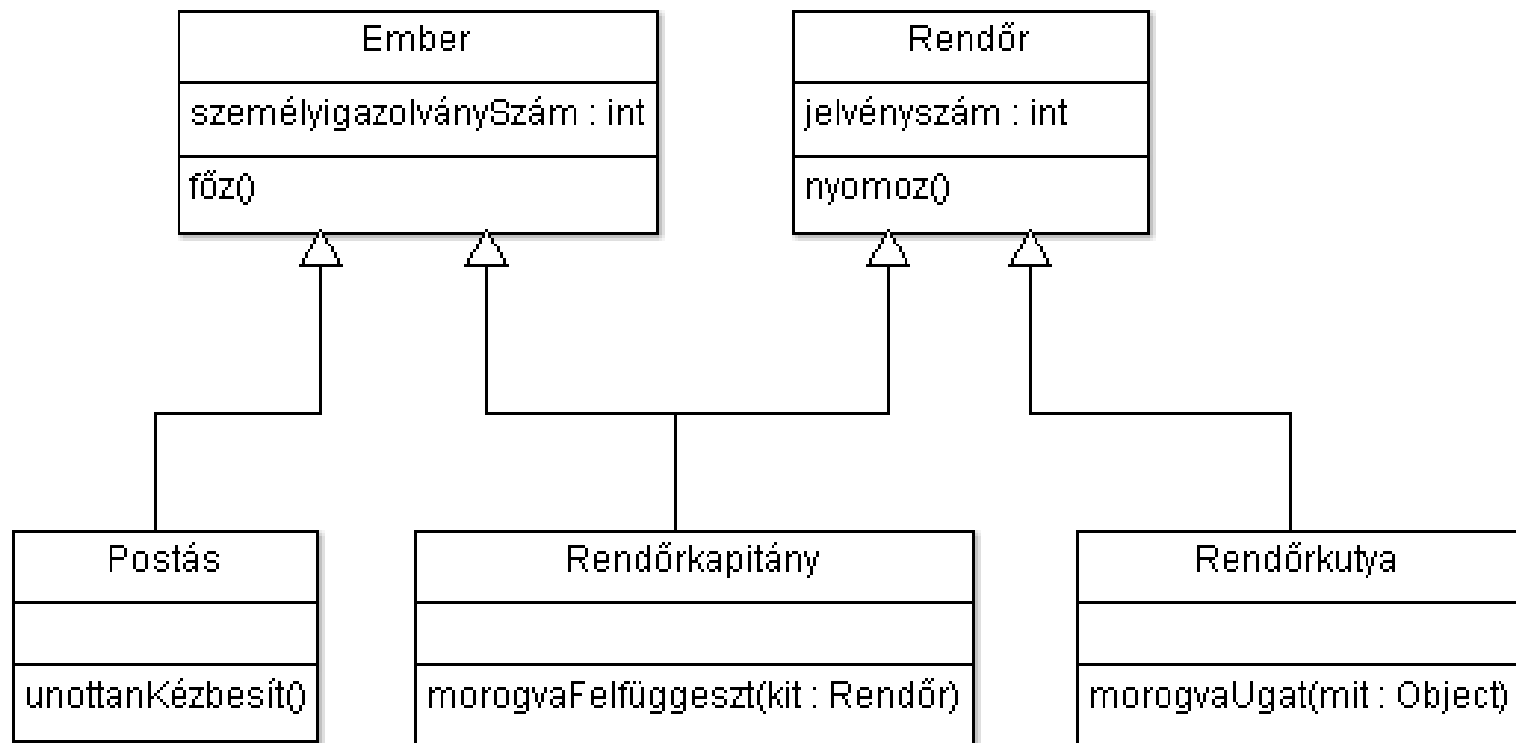 Ember
személyigazolványSzám : int
főz()
Rendőr
jelvényszám : int
nyomoz()
Postás
unottanKézbesít()
Rendőrkapitány
morogvaFelfüggeszt(kit : Rendőr)
Rendőrkutya
morogvaUgat(mit : Object)